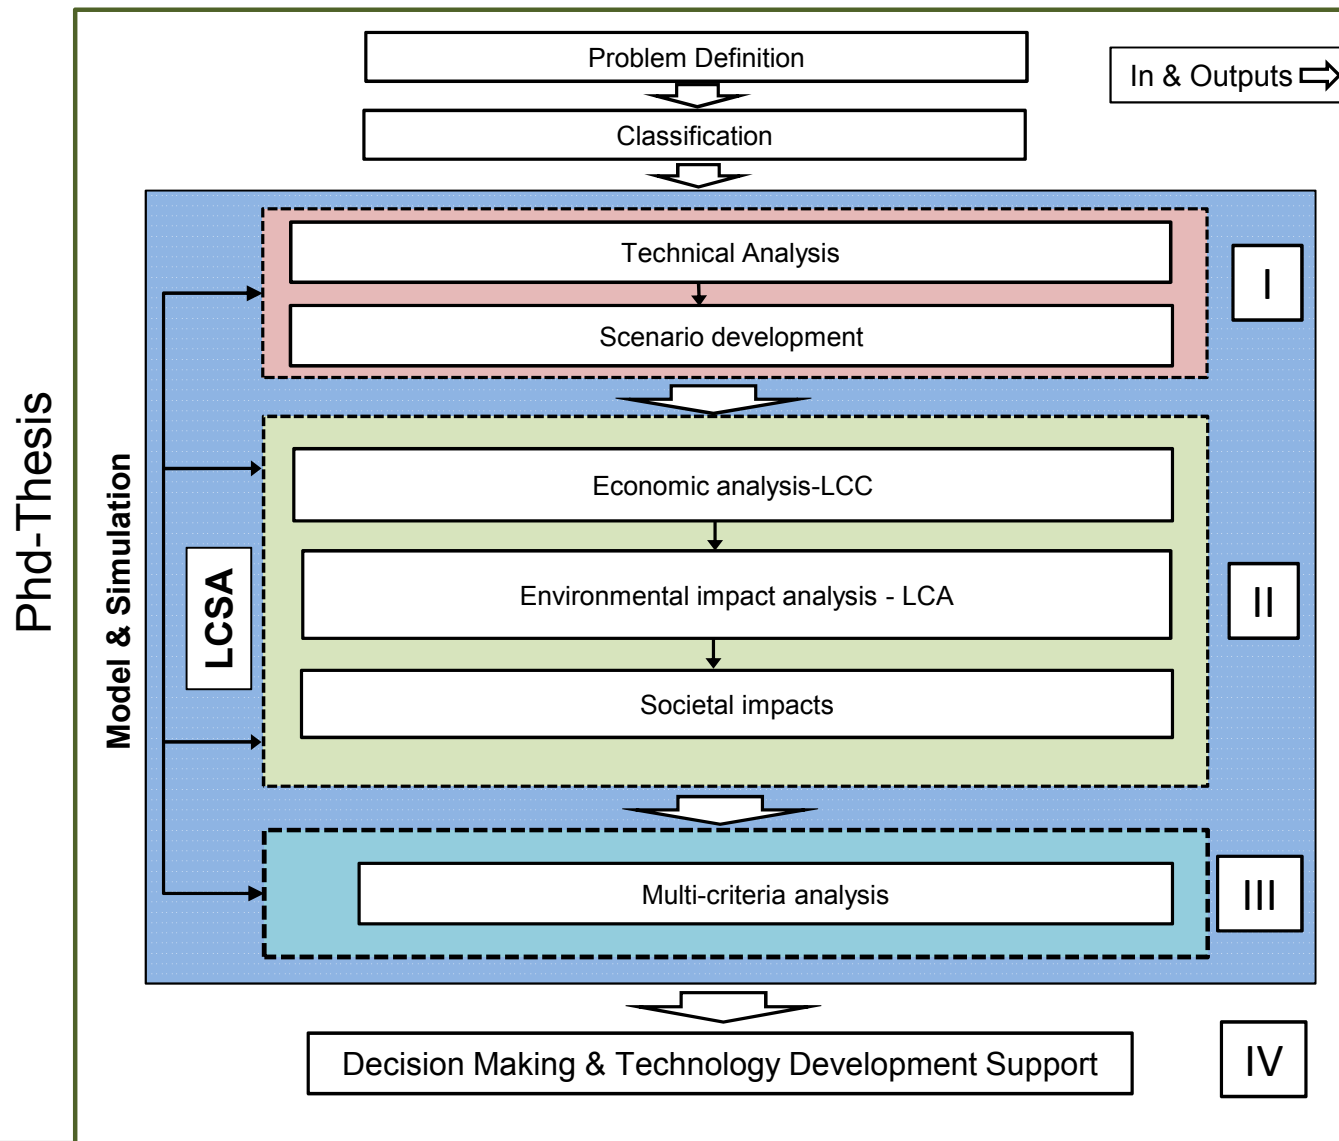 Problem Definition
In & Outputs
Classification
Technical Analysis
I
Scenario development
Phd-Thesis
Model & Simulation
LCSA
Economic analysis-LCC
Environmental impact analysis - LCA
II
Societal impacts
Multi-criteria analysis
III
Decision Making & Technology Development Support
IV